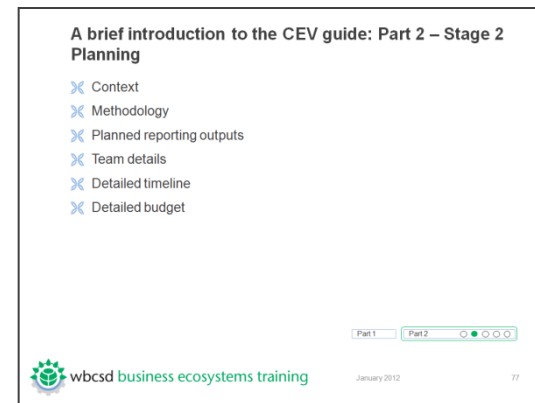 A brief introduction to the CEV guide: Part 2 – Stage 2
Planning
Context
Methodology
Planned reporting outputs
Team details
Detailed timeline
Detailed budget
Part 1 Part 2
wbcsd business ecosystems training January 2012 77